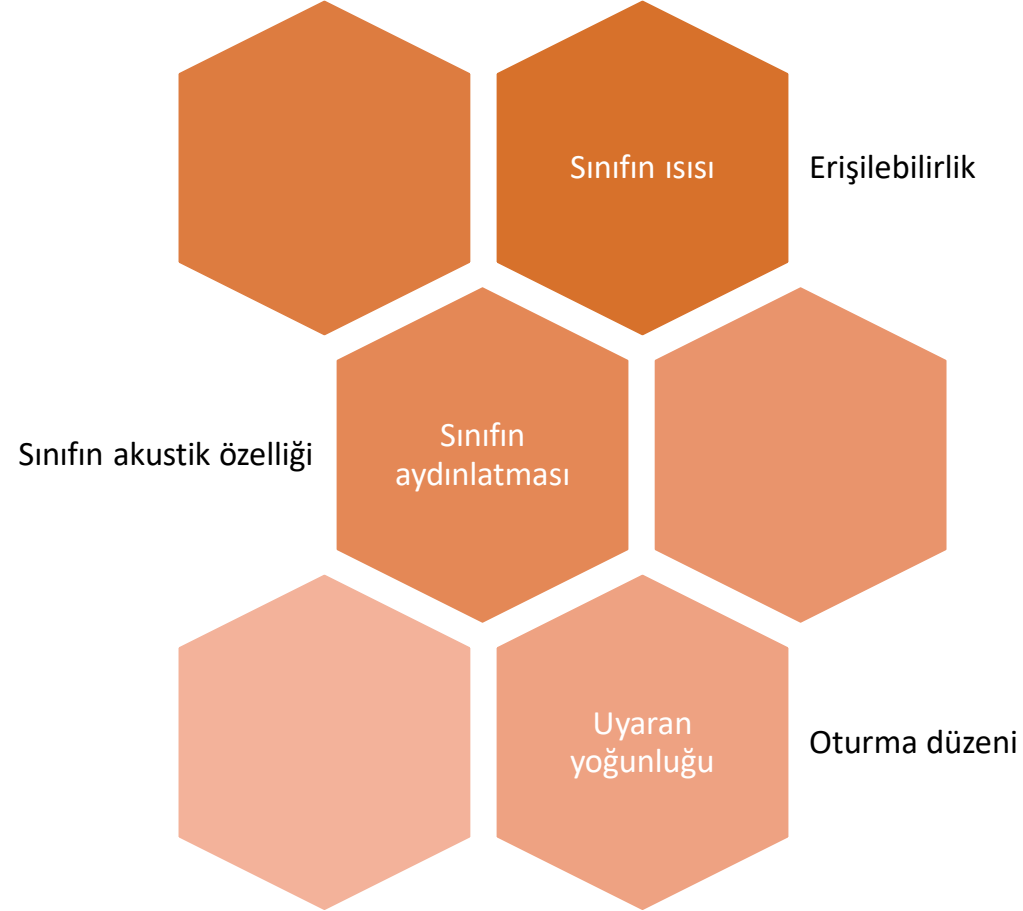 Sınıfın ısısı
Erişilebilirlik
Sınıfın akustik özelliği
Sınıfın
aydınlatması
Uyaran
yoğunluğu
Oturma düzeni